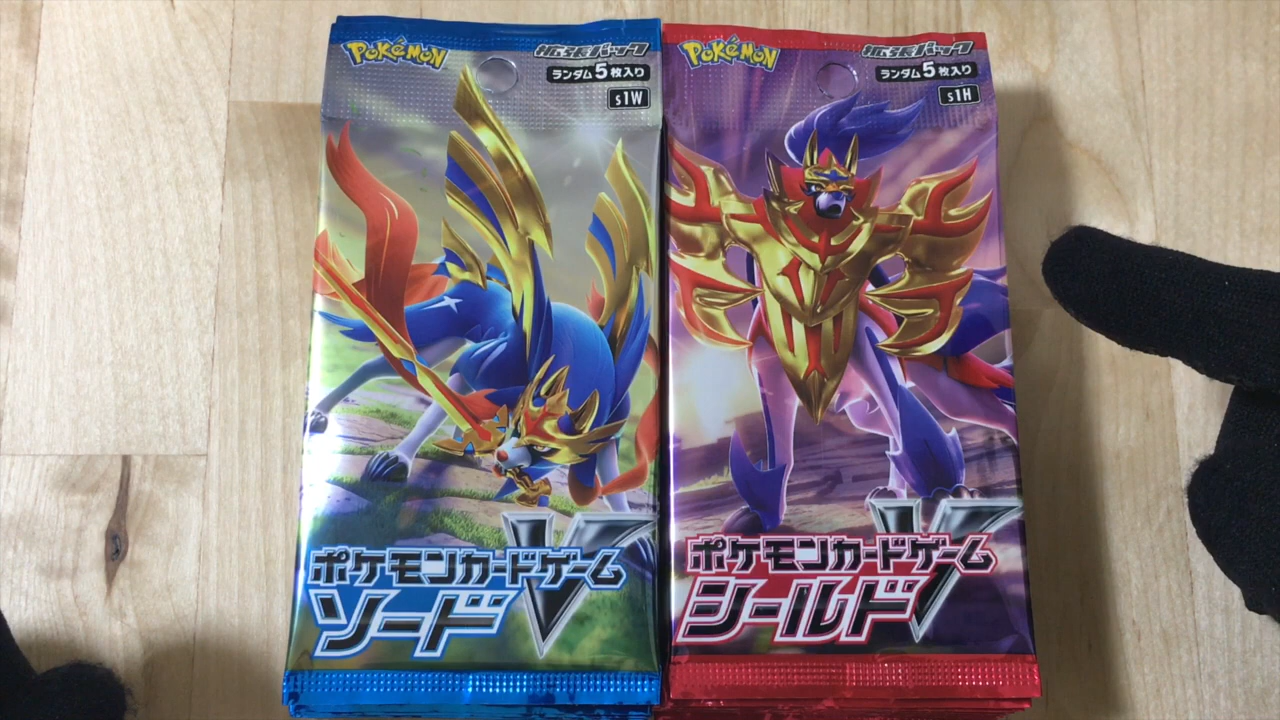 Pokémon
拡張パック
ランダム5枚入り
s1W
ポケモンカードゲーム
ソード V
Pokémon
拡張パック
ランダム5枚入り
s1H
ポケモンカードゲーム
シールド V